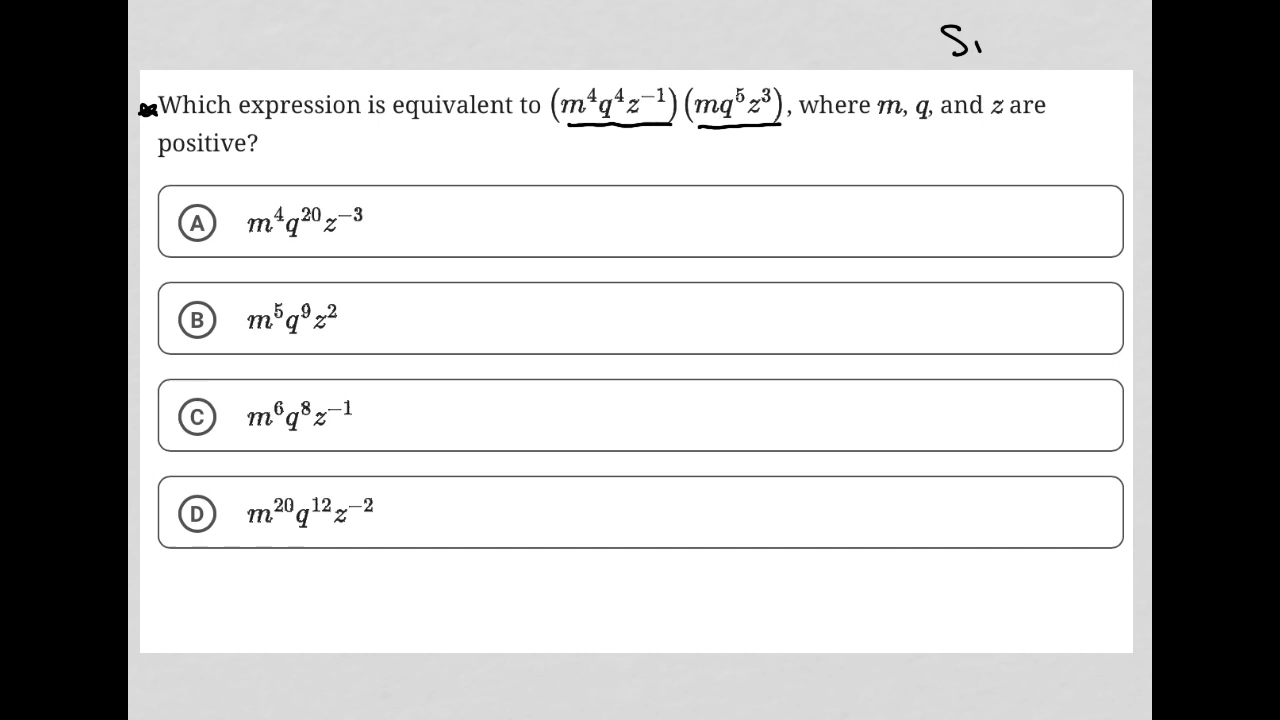 Which expression is equivalent to (m⁴q⁴z⁻¹)(mq⁵z³), where m, q, and z are
positive?
A m⁴q²⁰z⁻³
B m⁵q⁹z²
C m⁶q⁸z⁻¹
D m²⁰q¹²z⁻²